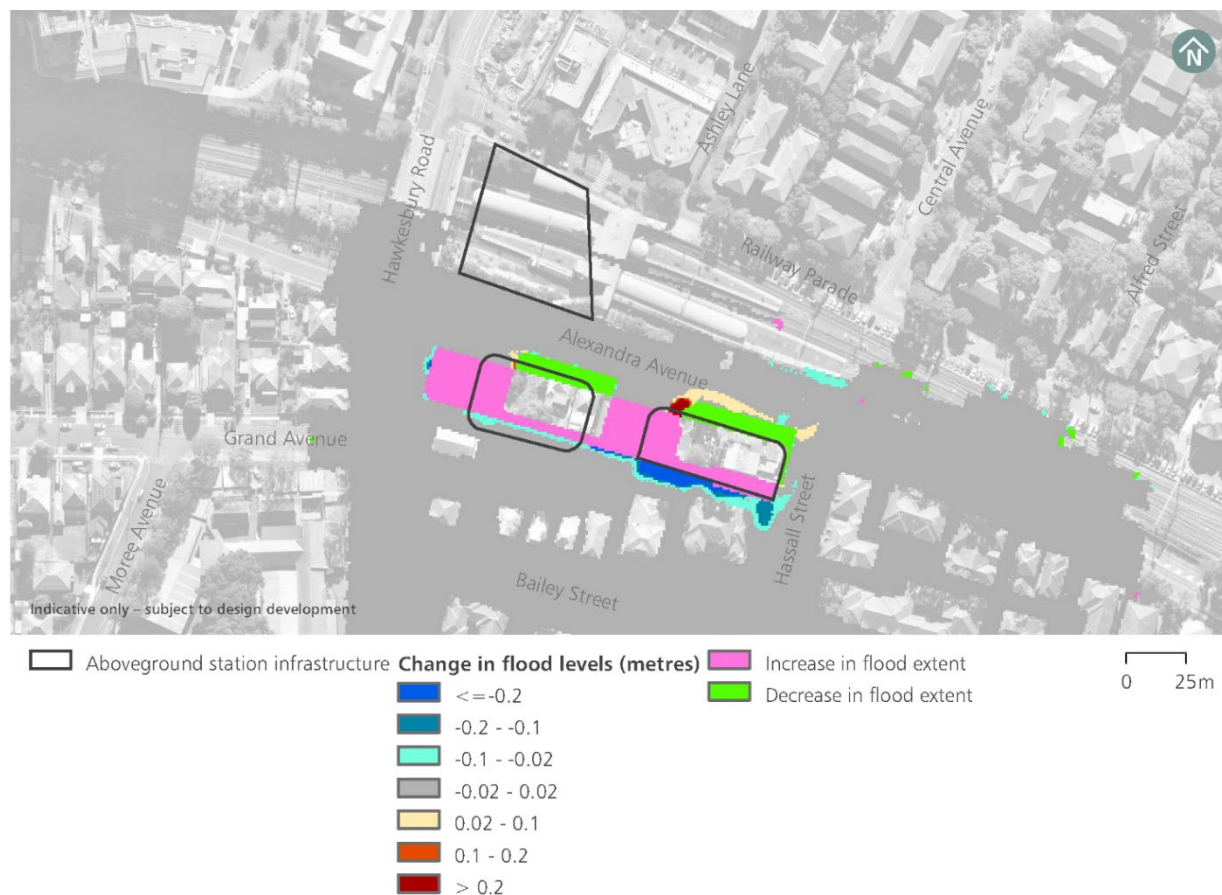 N
Ashley Lane
Central Avenue
Hawkesbury Road
Alfred Street
Railway Parade
Alexandra Avenue
Grand Avenue
Moree Avenue
Hassall Street
Bailey Street
Indicative only – subject to design development
Aboveground station infrastructure
Change in flood levels (metres)
<=-0.2
-0.2 - -0.1
-0.1 - -0.02
-0.02 - 0.02
0.02 - 0.1
0.1 - 0.2
> 0.2
Increase in flood extent
Decrease in flood extent
0 25m